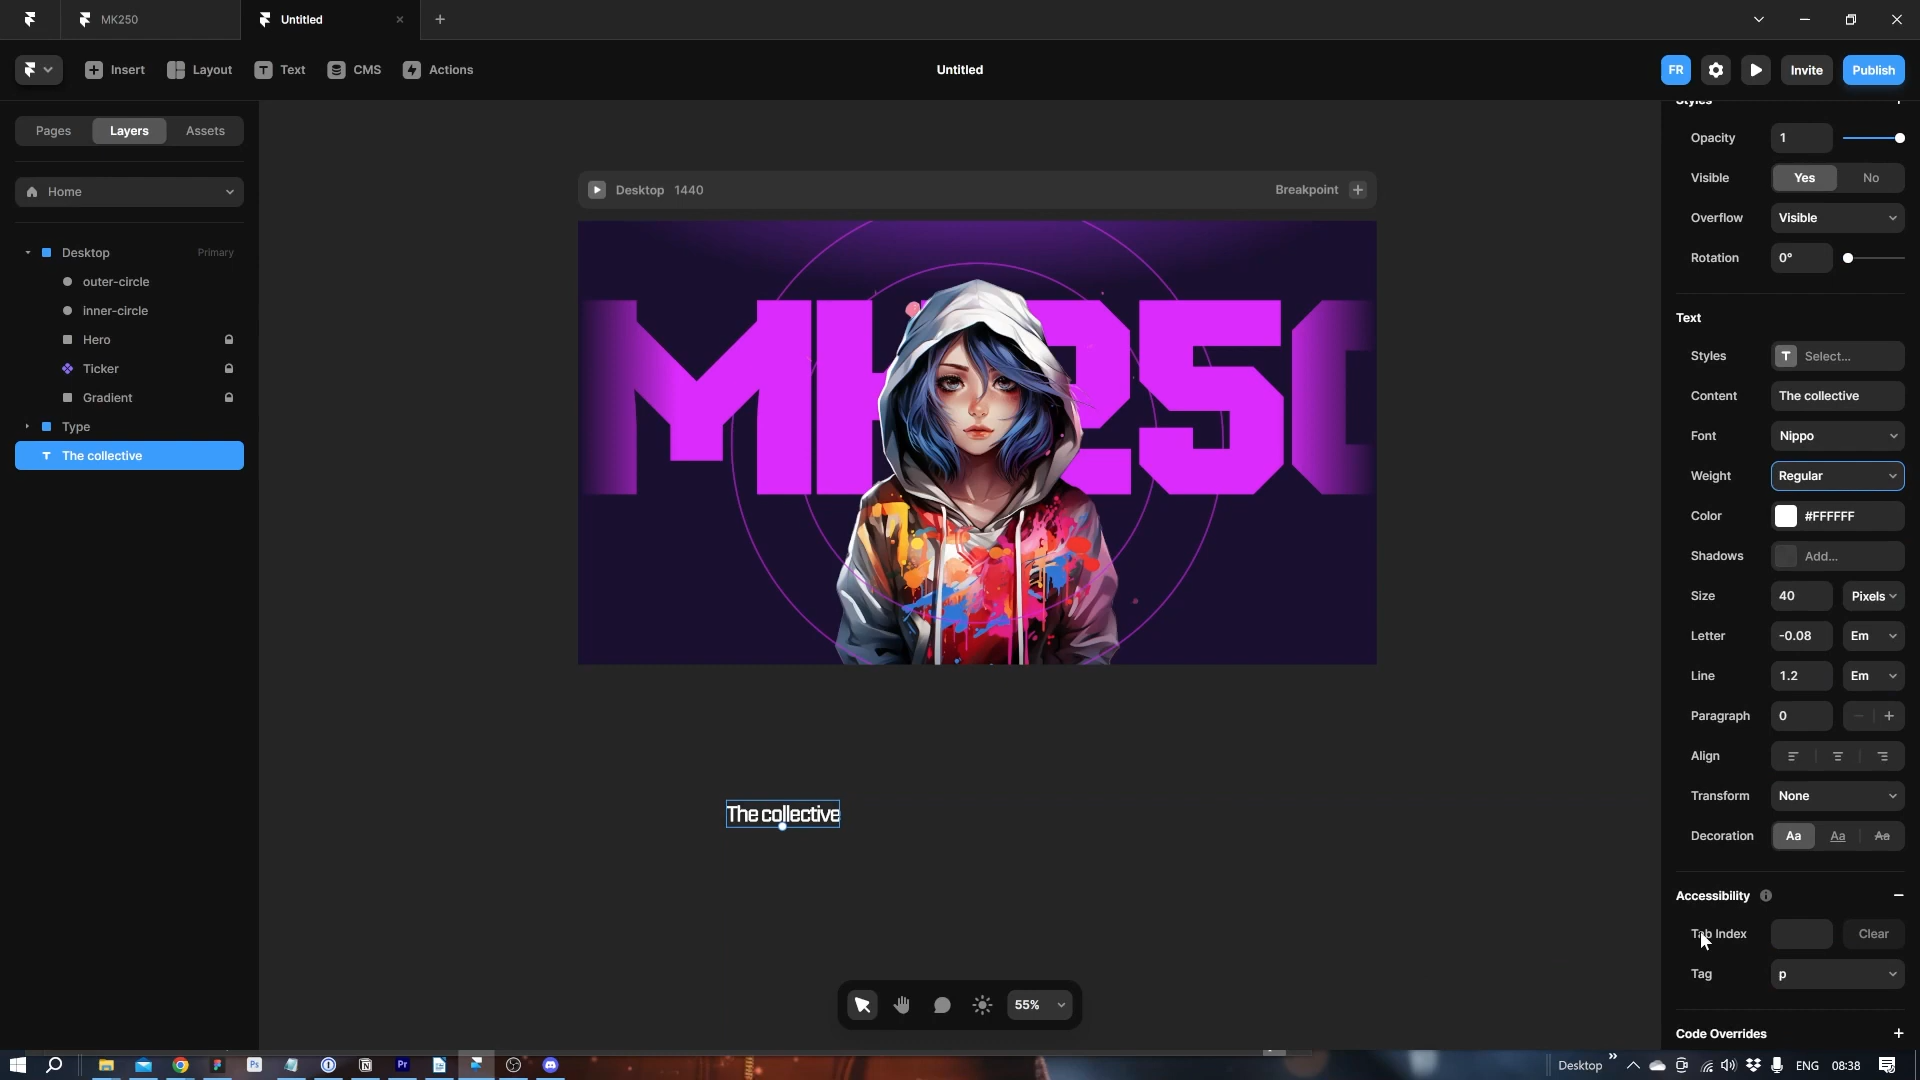 MK250
Untitled
Insert
Layout
Text
CMS
Actions
Untitled
FR
Invite
Publish
Pages
Layers
Assets
Home
Desktop
Primary
outer-circle
inner-circle
Hero
Ticker
Gradient
Type
The collective
Desktop 1440
Breakpoint
The collective
55%
Styles
Opacity 1
Visible Yes No
Overflow Visible
Rotation 0°
Text
Styles Select...
Content The collective
Font Nippo
Weight Regular
Color #FFFFFF
Shadows Add...
Size 40 Pixels
Letter -0.08 Em
Line 1.2 Em
Paragraph 0
Align
Transform None
Decoration Aa Aa Aa
Accessibility
Tab Index Clear
Tag p
Code Overrides
Desktop
ENG 08:38